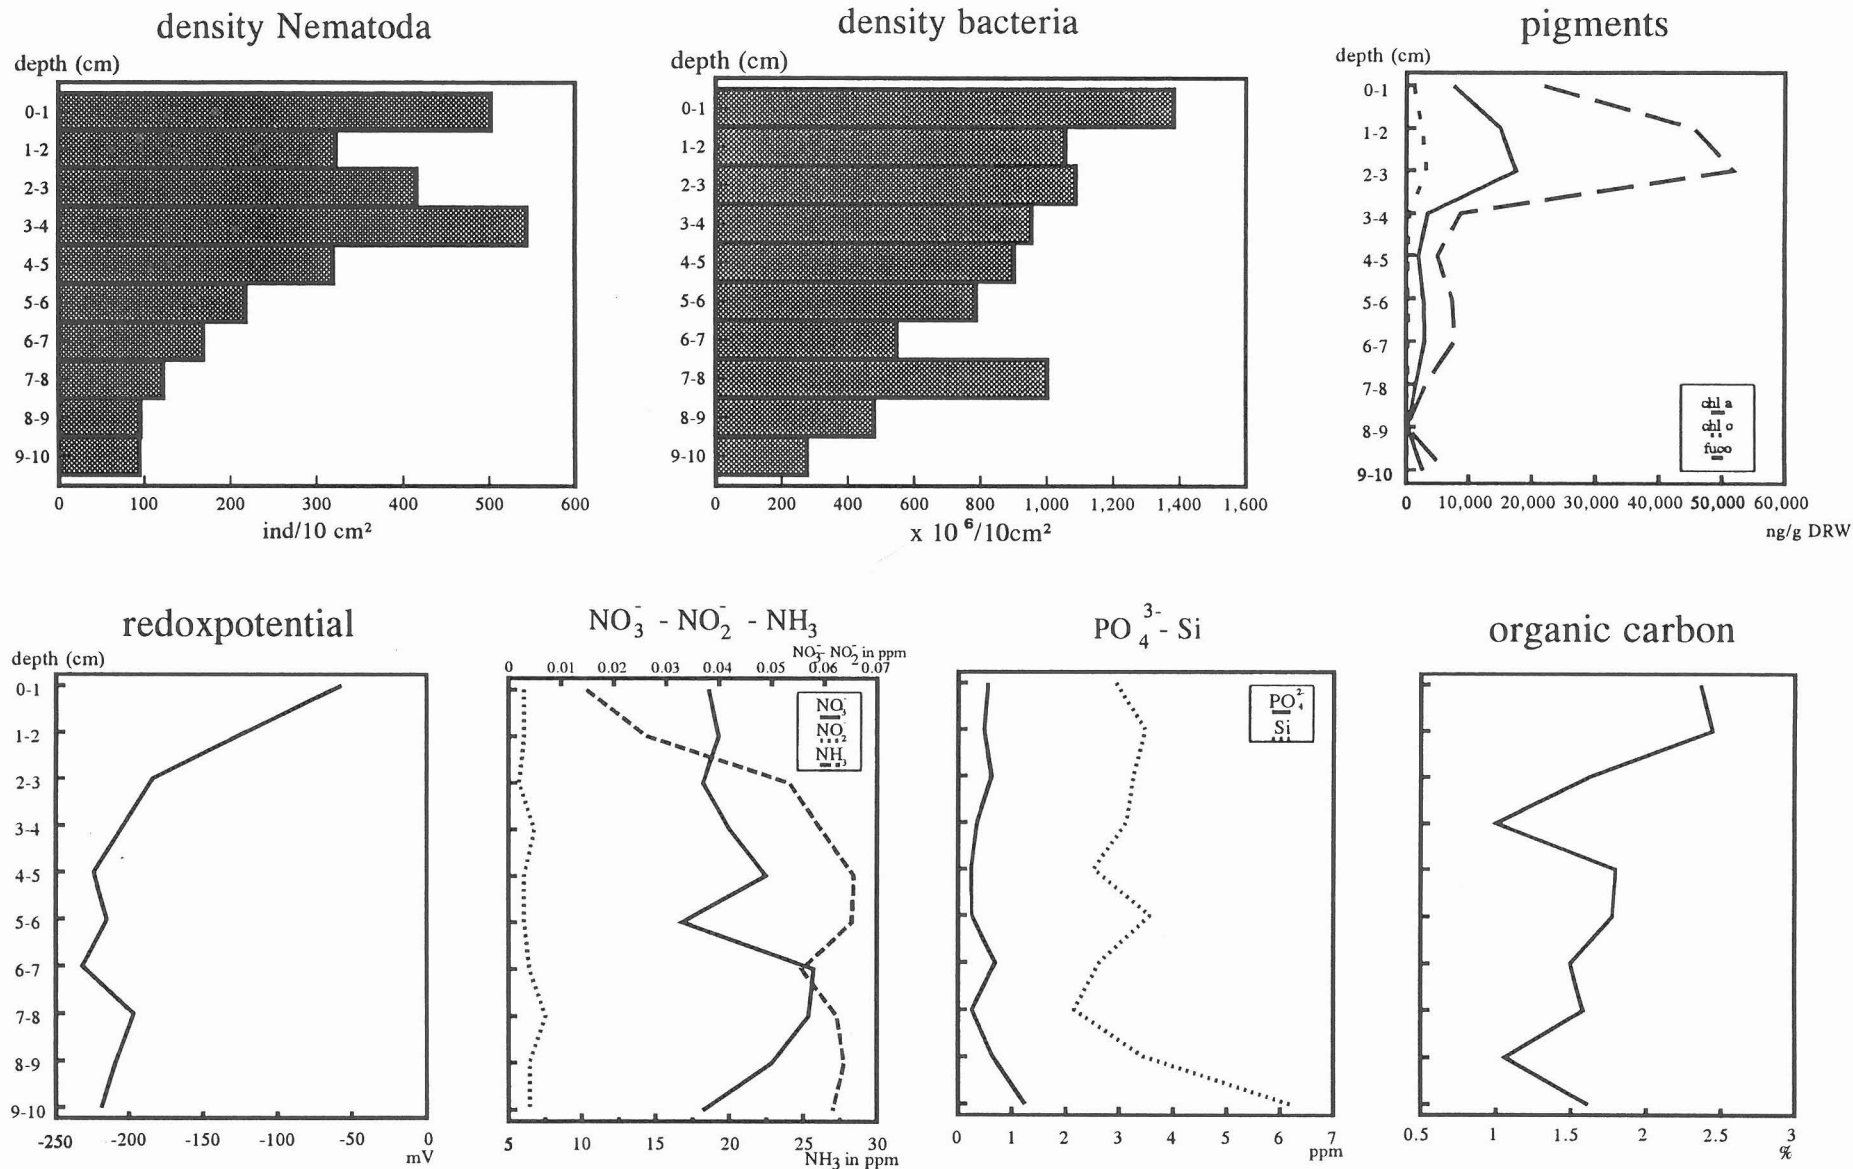 density Nematoda
depth (cm)
0-1
1-2
2-3
3-4
4-5
5-6
6-7
7-8
8-9
9-10
0 100 200 300 400 500 600
ind/10 cm²
density bacteria
depth (cm)
0-1
1-2
2-3
3-4
4-5
5-6
6-7
7-8
8-9
9-10
0 200 400 600 800 1,000 1,200 1,400 1,600
x 10⁶/10cm²
pigments
depth (cm)
0-1
1-2
2-3
3-4
4-5
5-6
6-7
7-8
8-9
9-10
chl a
chl c
fuco
0 10,000 20,000 30,000 40,000 50,000 60,000
ng/g DRW
redoxpotential
depth (cm)
0-1
1-2
2-3
3-4
4-5
5-6
6-7
7-8
8-9
9-10
-250 -200 -150 -100 -50 0
mV
NO₃⁻ - NO₂⁻ - NH₃
NO₃⁻ NO₂⁻ in ppm
0 0.01 0.02 0.03 0.04 0.05 0.06 0.07
NO₃⁻
NO₂⁻
NH₃
5 10 15 20 25 30
NH₃ in ppm
PO₄³⁻ - Si
PO₄²⁻
Si
0 1 2 3 4 5 6 7
ppm
organic carbon
0.5 1 1.5 2 2.5 3
%